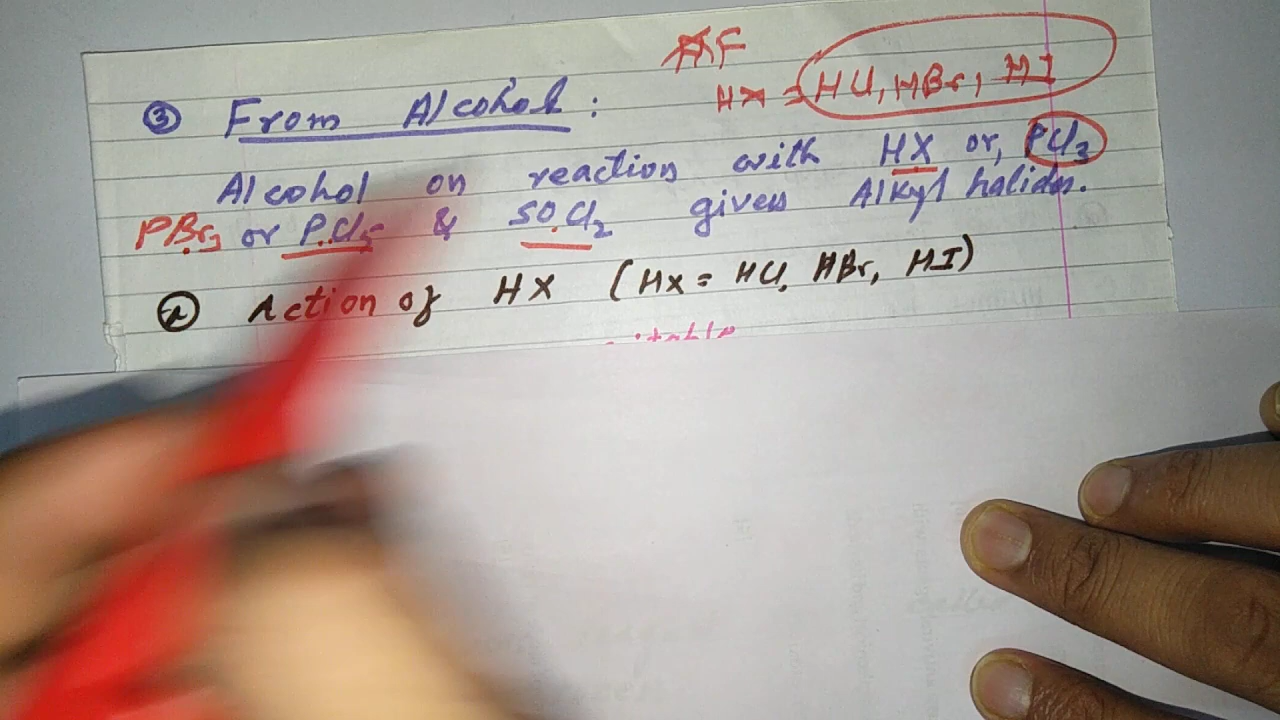 HF
HX = HCl, HBr, HI
③ From Alcohol :
Alcohol on reaction with HX or, PCl3
PBr3 or PCl5 & SOCl2 gives Alkyl halides.
ⓐ Action of HX (HX = HCl, HBr, HI)